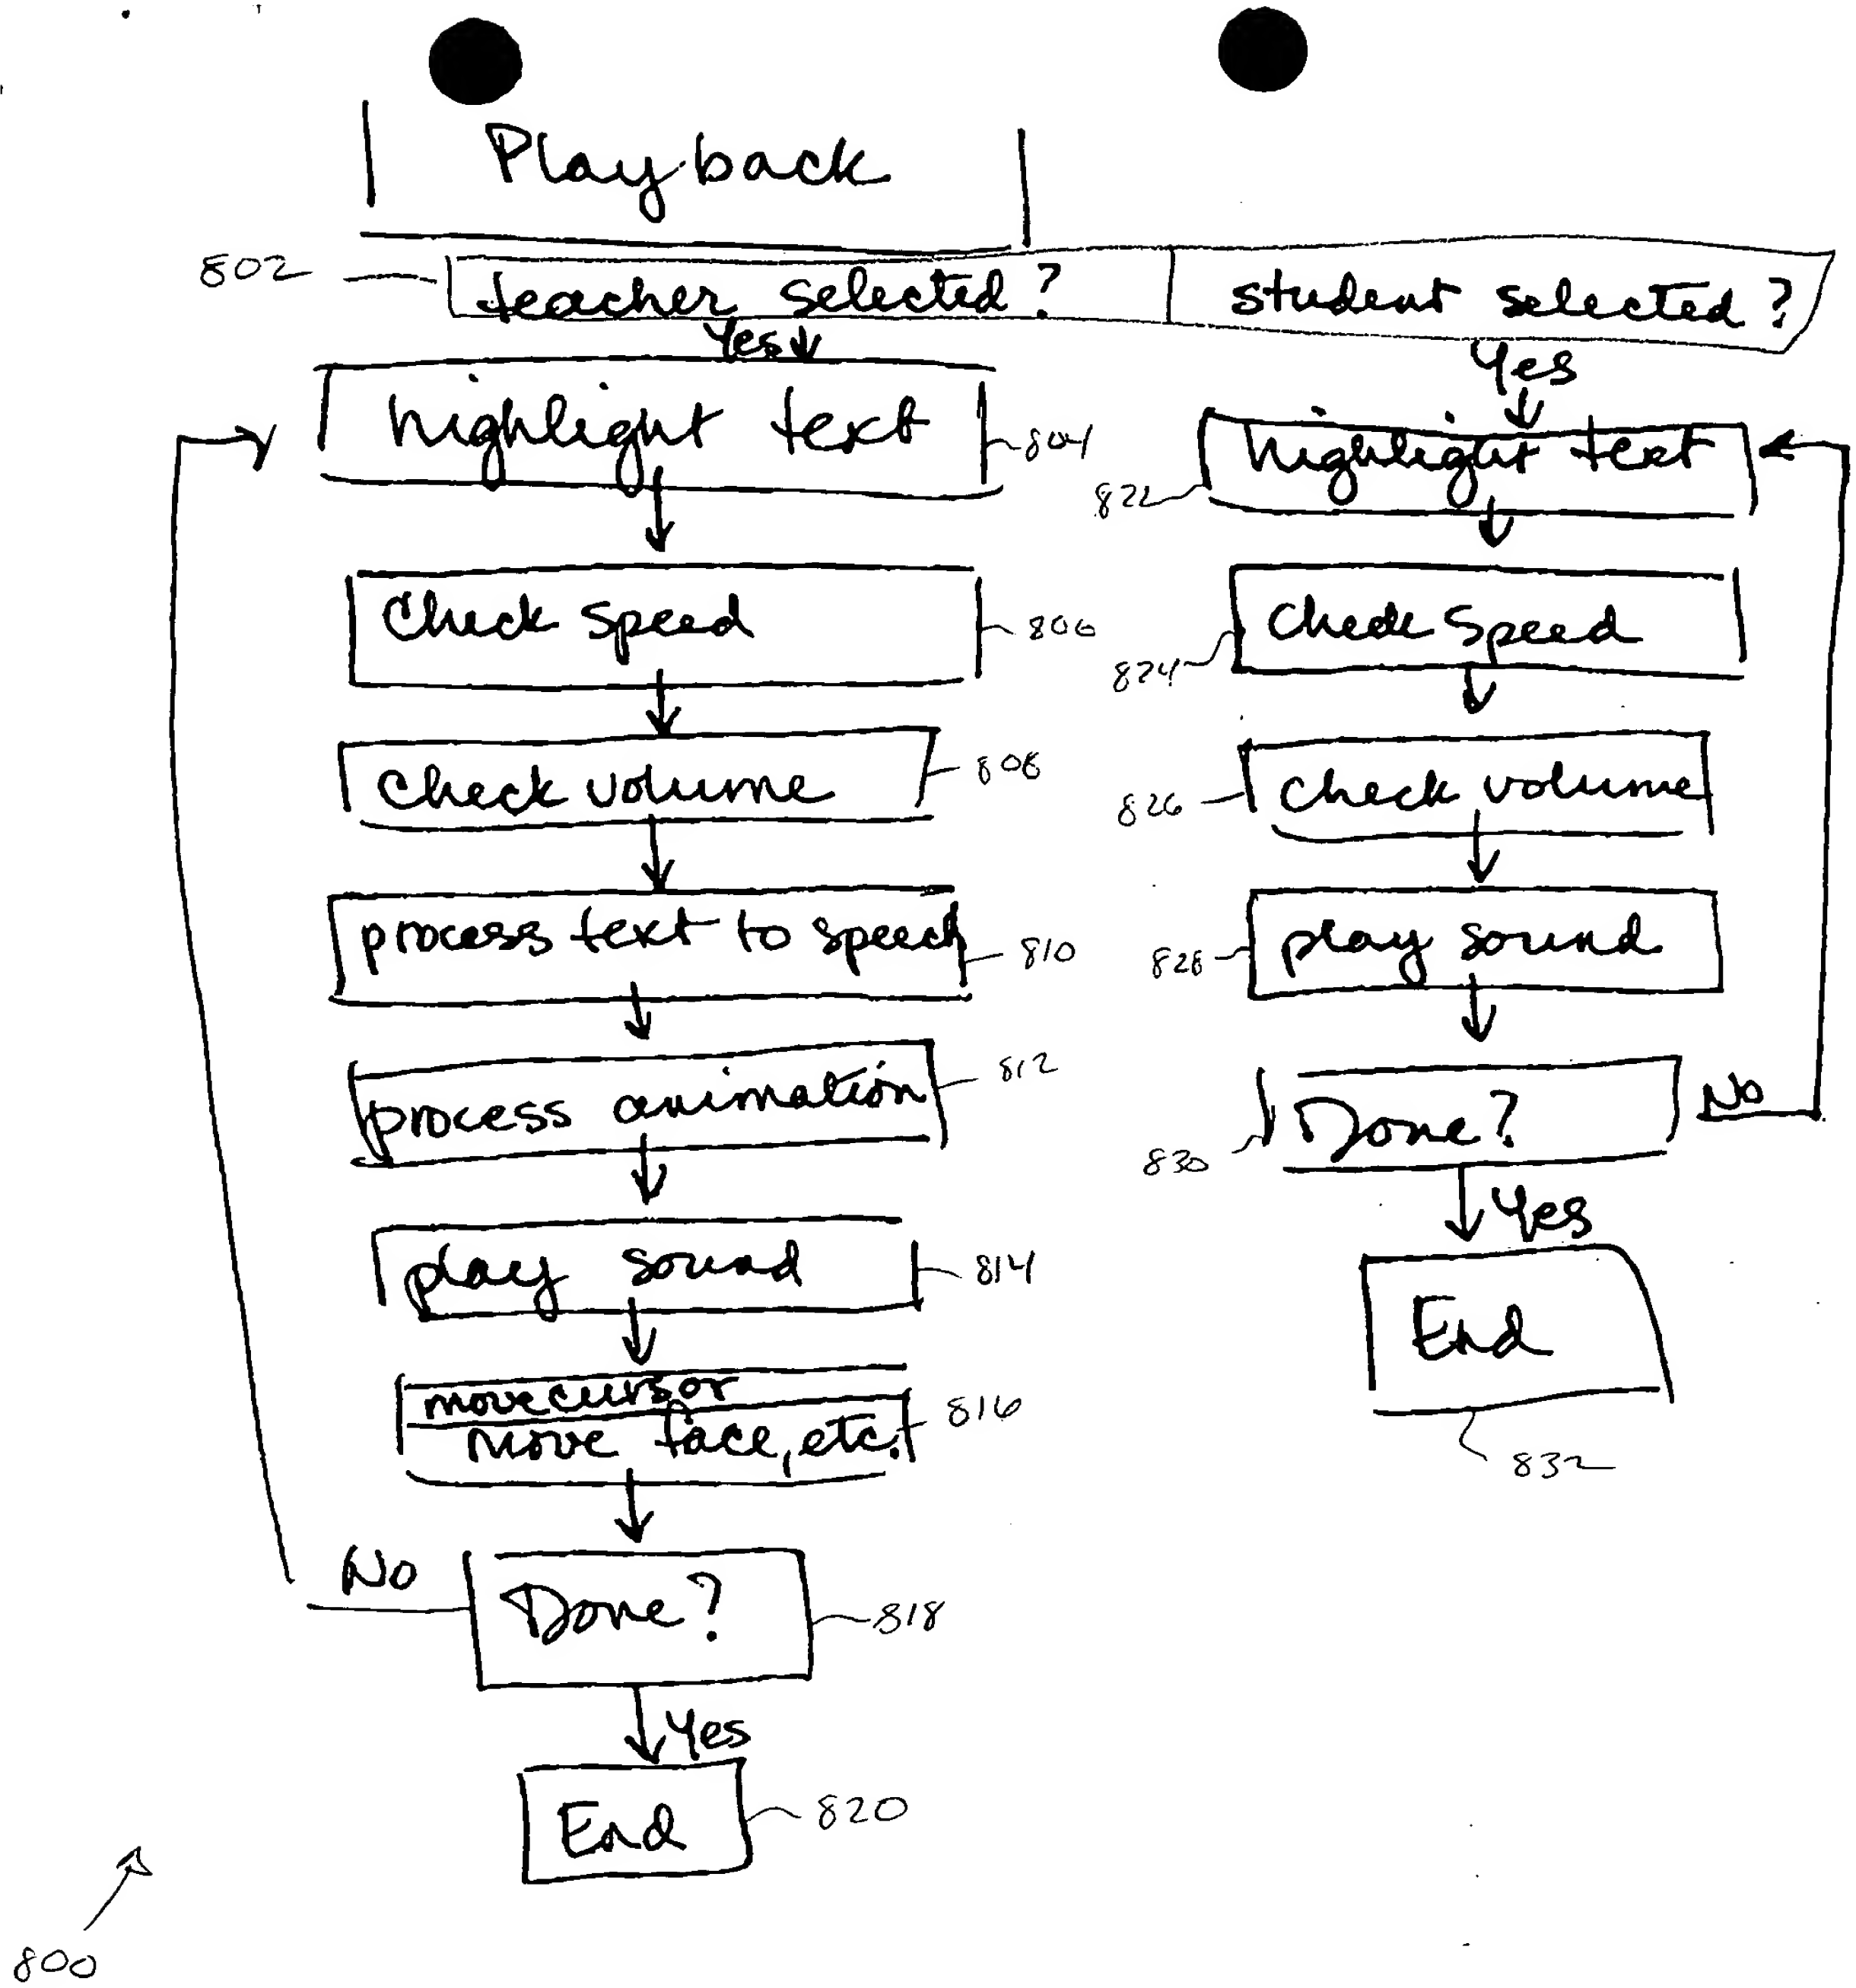 Playback
802
teacher selected?
student selected?
Yes
Yes
highlight text
804
highlight text
822
Check speed
806
check speed
824
check volume
808
check volume
826
process text to speech
810
play sound
828
process animation
812
Done?
No
830
Yes
play sound
814
End
832
move cursor
move face, etc.
816
No
Done?
818
Yes
End
820
800